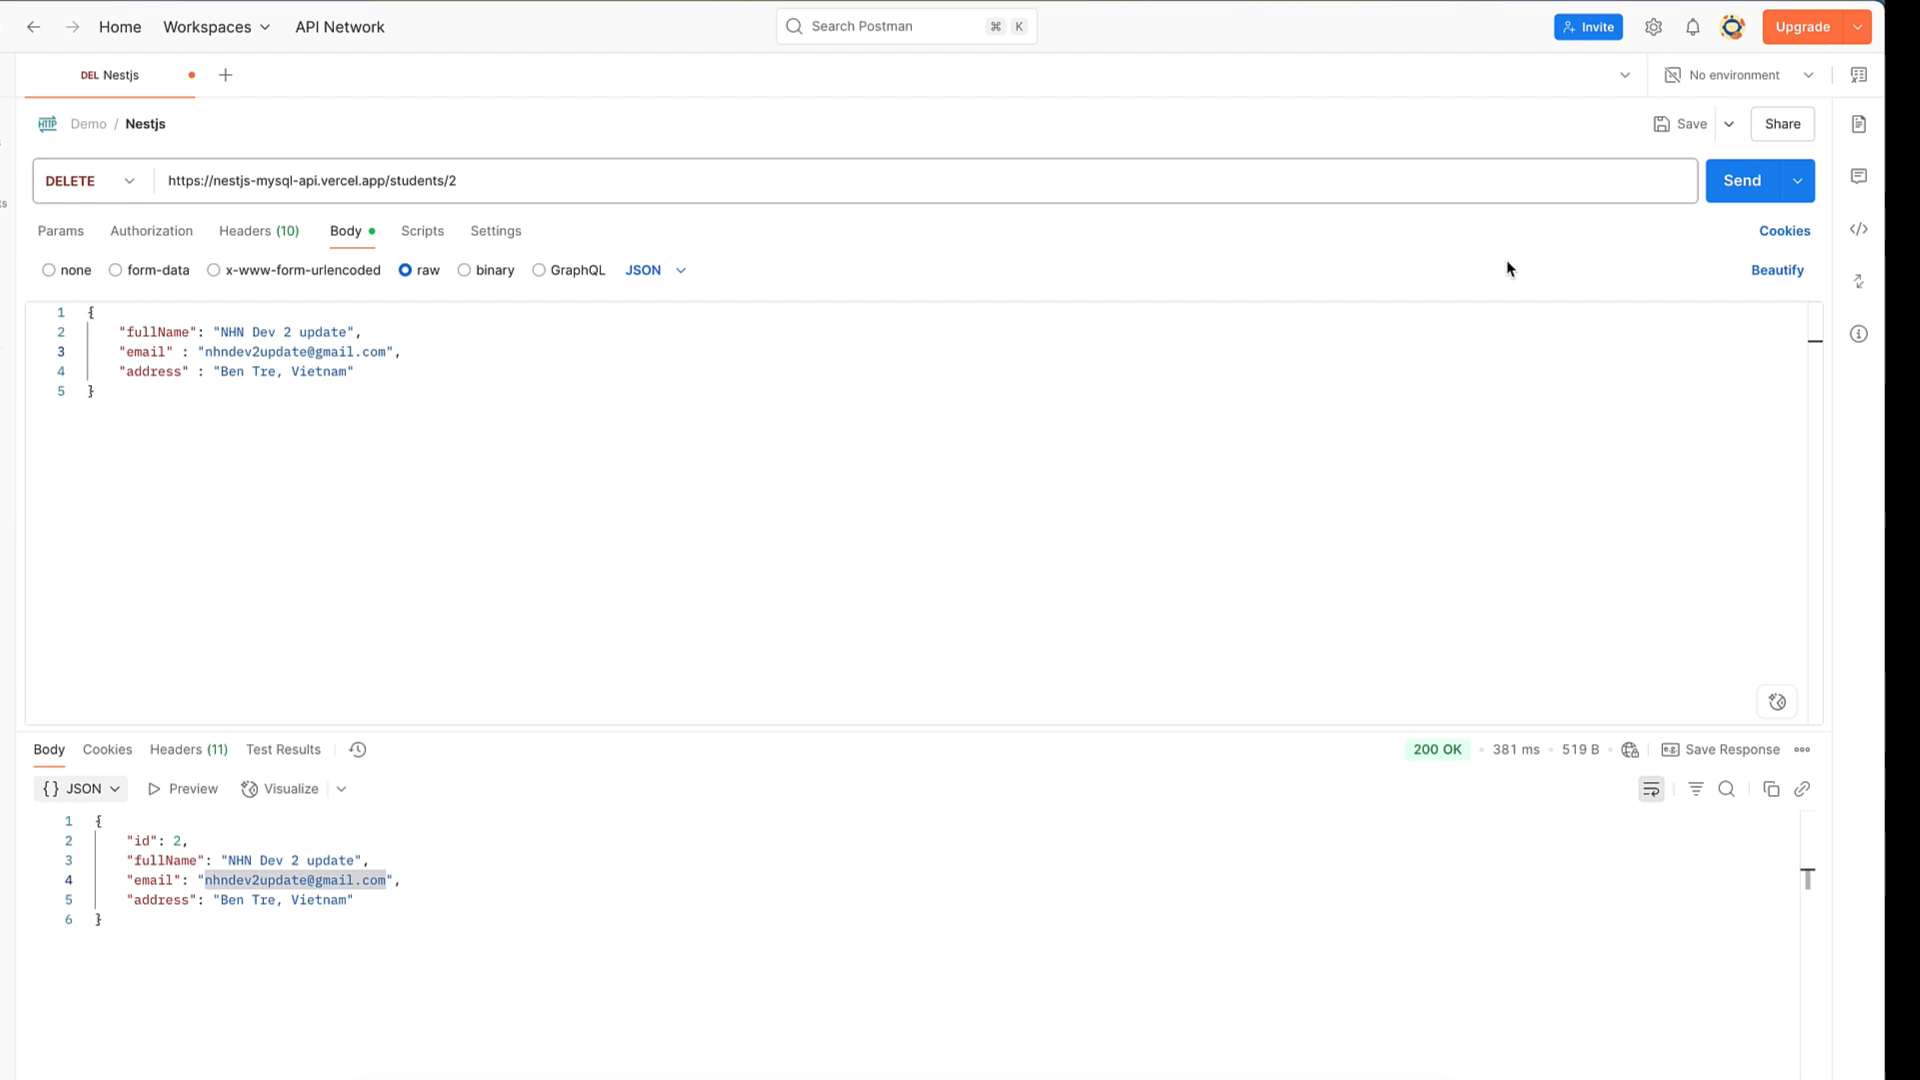 Home Workspaces API Network Search Postman ⌘ K Invite Upgrade
DEL Nestjs No environment
HTTP Demo / Nestjs Save Share
DELETE https://nestjs-mysql-api.vercel.app/students/2 Send
Params Authorization Headers (10) Body Scripts Settings Cookies
none form-data x-www-form-urlencoded raw binary GraphQL JSON Beautify
1 {
2 "fullName": "NHN Dev 2 update",
3 "email" : "nhndev2update@gmail.com",
4 "address" : "Ben Tre, Vietnam"
5 }
Body Cookies Headers (11) Test Results 200 OK • 381 ms • 519 B • e.g. Save Response
{} JSON Preview Visualize
1 {
2 "id": 2,
3 "fullName": "NHN Dev 2 update",
4 "email": "nhndev2update@gmail.com",
5 "address": "Ben Tre, Vietnam"
6 }